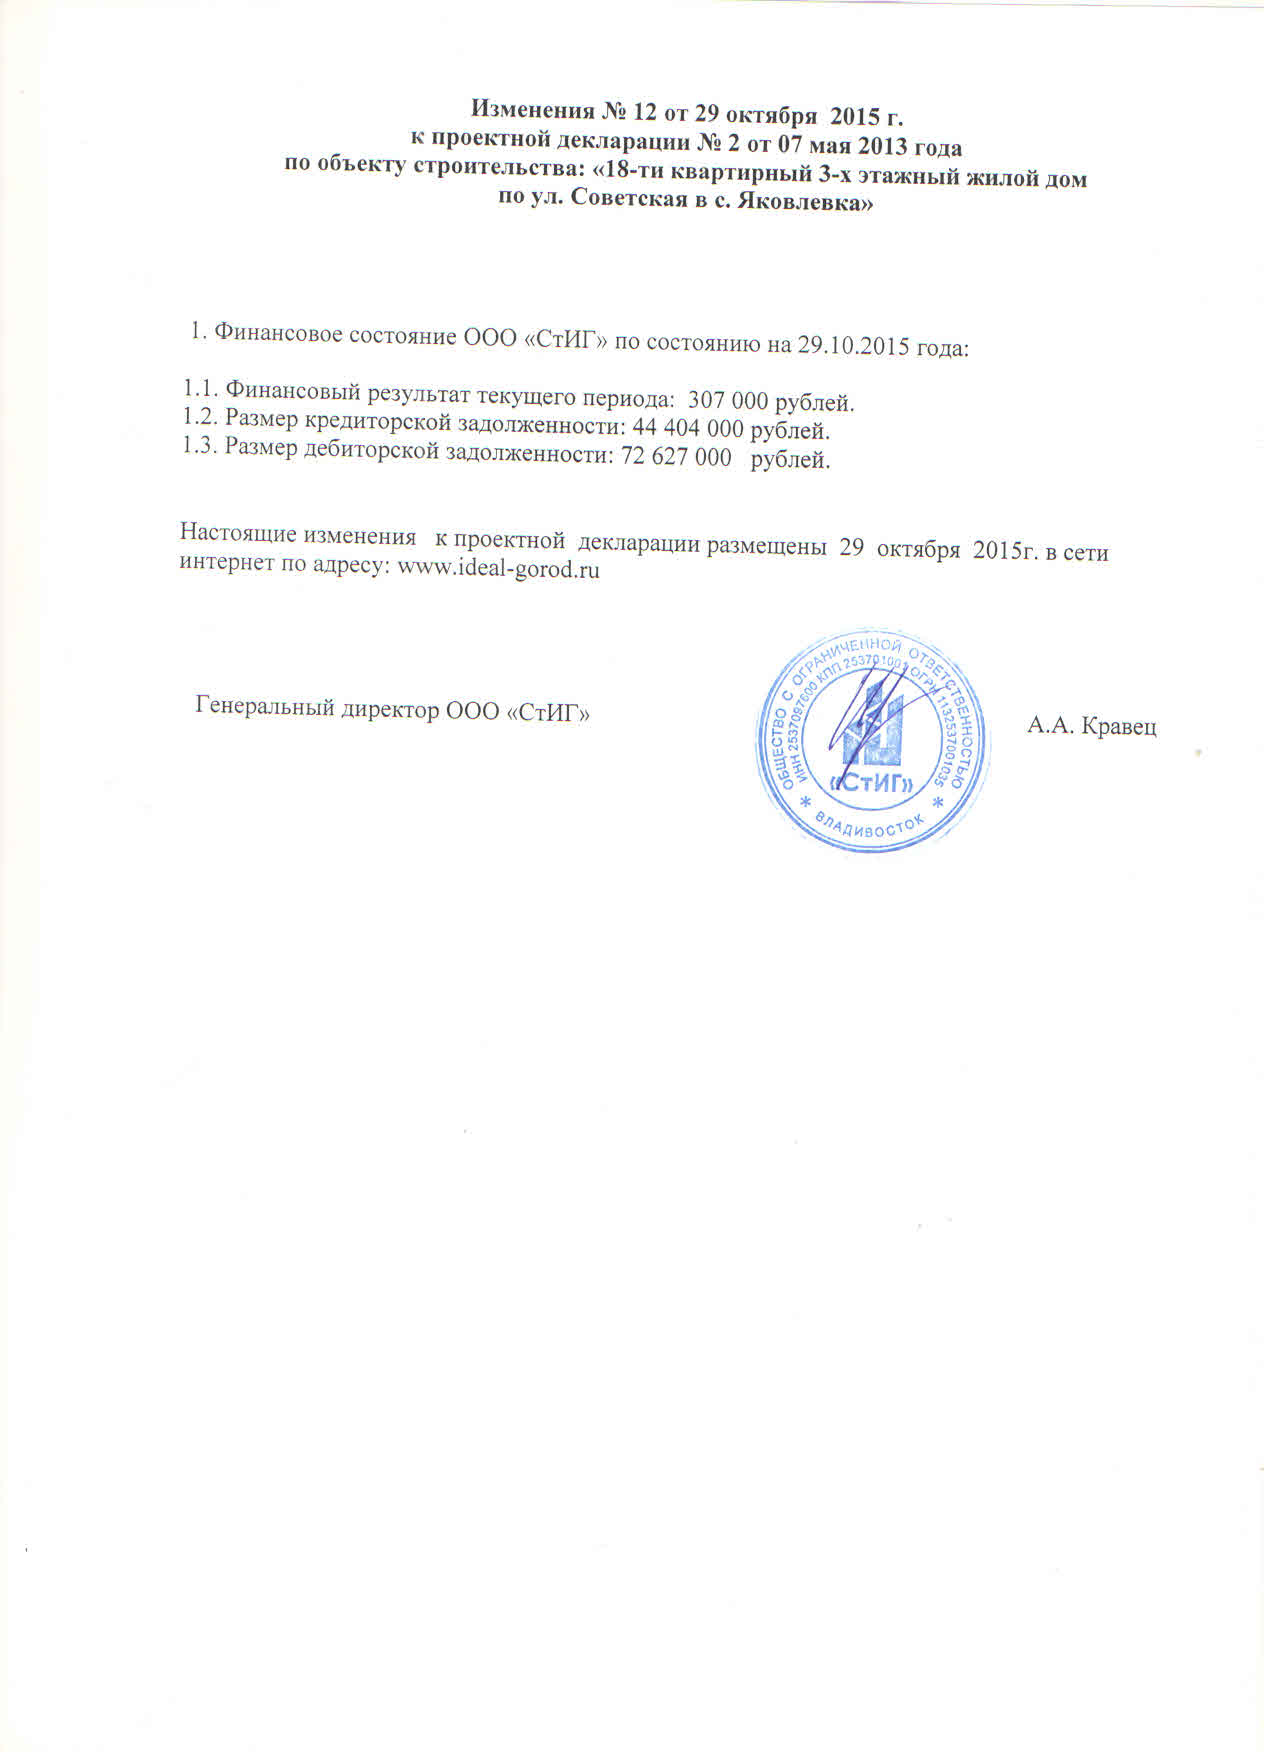 Изменения № 12 от 29 октября 2015 г.
к проектной декларации № 2 от 07 мая 2013 года
по объекту строительства: «18-ти квартирный 3-х этажный жилой дом
по ул. Советская в с. Яковлевка»
1. Финансовое состояние ООО «СтИГ» по состоянию на 29.10.2015 года:
1.1. Финансовый результат текущего периода: 307 000 рублей.
1.2. Размер кредиторской задолженности: 44 404 000 рублей.
1.3. Размер дебиторской задолженности: 72 627 000 рублей.
Настоящие изменения к проектной декларации размещены 29 октября 2015г. в сети
интернет по адресу: www.ideal-gorod.ru
Генеральный директор ООО «СтИГ»
А.А. Кравец
ОБЩЕСТВО С ОГРАНИЧЕННОЙ ОТВЕТСТВЕННОСТЬЮ
ИНН 2537097600 КПП 253701001 ОГРН 1132537001035
«СтИГ»
* ВЛАДИВОСТОК *